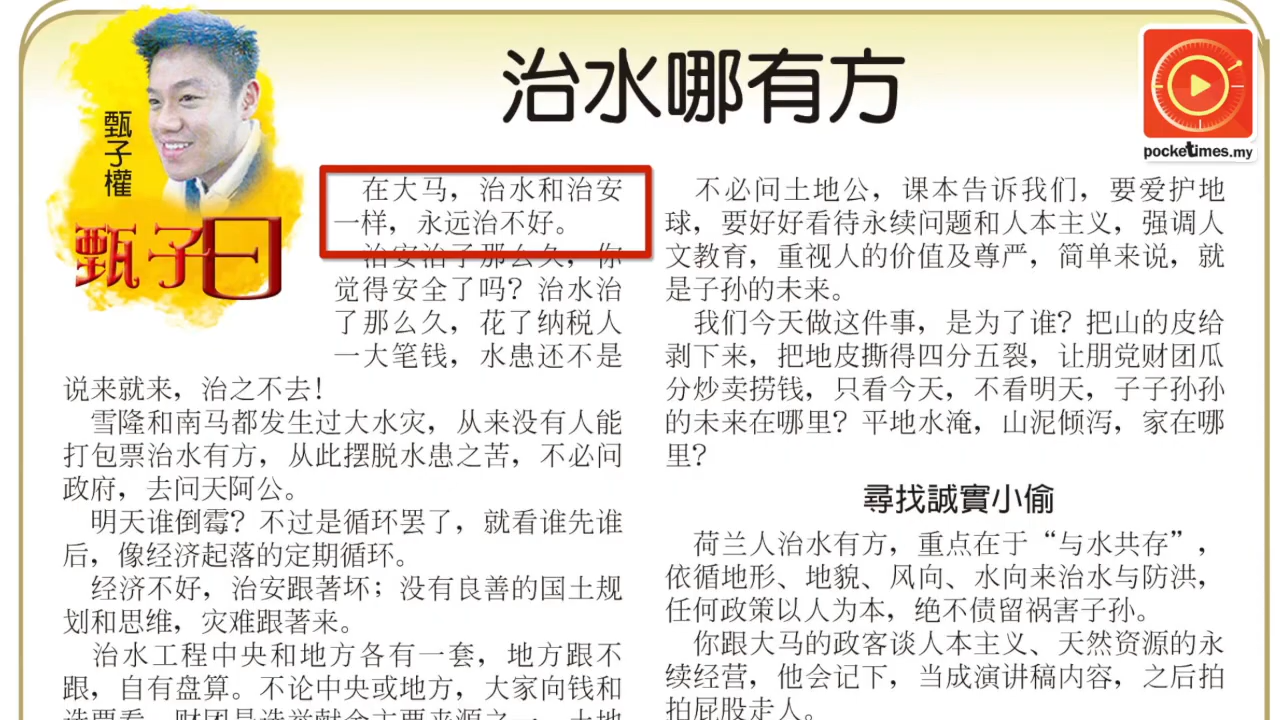 治水哪有方
甄子權
甄子曰
pocketimes.my
在大马，治水和治安
一样，永远治不好。
治安治了那么久，你
觉得安全了吗？治水治
了那么久，花了纳税人
一大笔钱，水患还不是
说来就来，治之不去！
雪隆和南马都发生过大水灾，从来没有人能
打包票治水有方，从此摆脱水患之苦，不必问
政府，去问天阿公。
明天谁倒霉？不过是循环罢了，就看谁先谁
后，像经济起落的定期循环。
经济不好，治安跟著坏；没有良善的国土规
划和思维，灾难跟著来。
治水工程中央和地方各有一套，地方跟不
跟，自有盘算。不论中央或地方，大家向钱和
选票看，财团是选举献金主要来源之一，土地
不必问土地公，课本告诉我们，要爱护地
球，要好好看待永续问题和人本主义，强调人
文教育，重视人的价值及尊严，简单来说，就
是子孙的未来。
我们今天做这件事，是为了谁？把山的皮给
剥下来，把地皮撕得四分五裂，让朋党财团瓜
分炒卖捞钱，只看今天，不看明天，子子孙孙
的未来在哪里？平地水淹，山泥倾泻，家在哪
里？
尋找誠實小偷
荷兰人治水有方，重点在于“与水共存”，
依循地形、地貌、风向、水向来治水与防洪，
任何政策以人为本，绝不债留祸害子孙。
你跟大马的政客谈人本主义、天然资源的永
续经营，他会记下，当成演讲稿内容，之后拍
拍屁股走人。